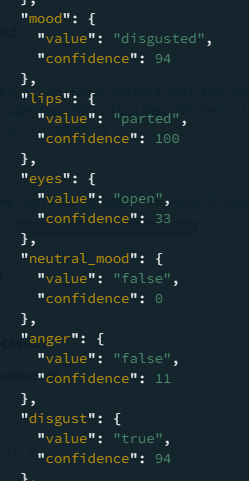 },
"mood": {
"value": "disgusted",
"confidence": 94
},
"lips": {
"value": "parted",
"confidence": 100
},
"eyes": {
"value": "open",
"confidence": 33
},
"neutral_mood": {
"value": "false",
"confidence": 0
},
"anger": {
"value": "false",
"confidence": 11
},
"disgust": {
"value": "true",
"confidence": 94
},